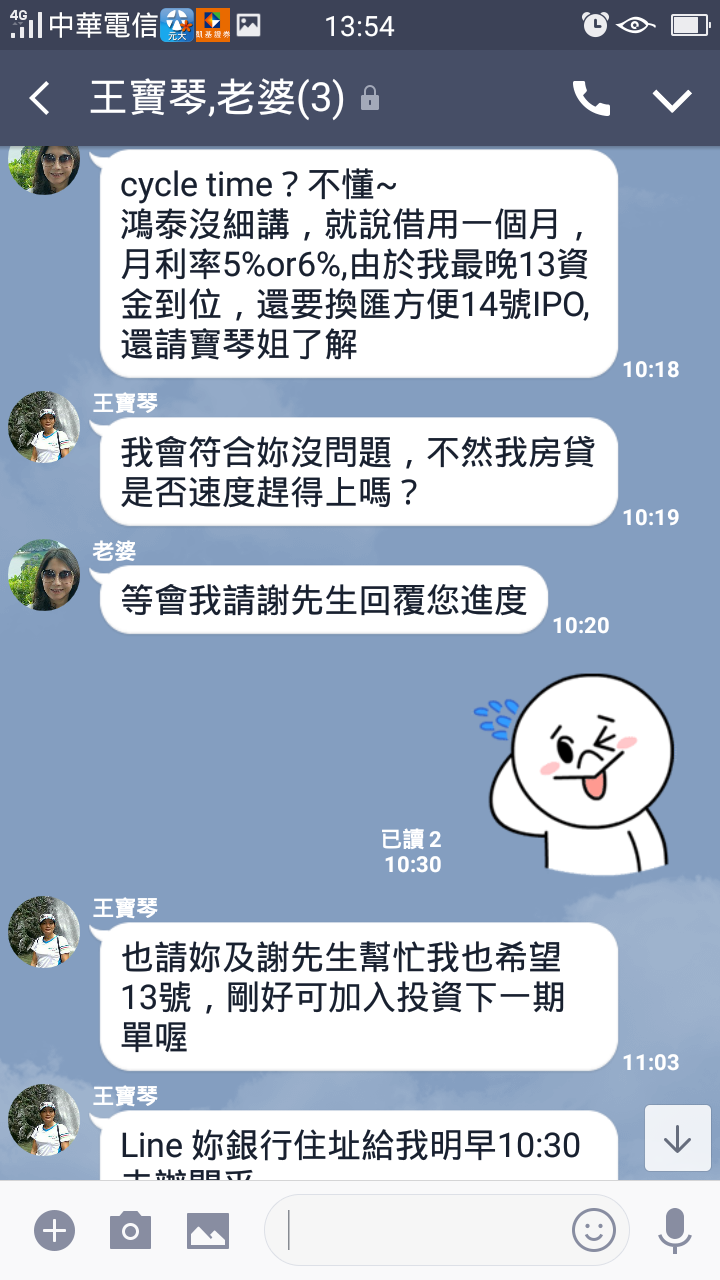 4G
中華電信
元大
凱基證券
13:54
王寶琴,老婆(3)
cycle time？不懂~
鴻泰沒細講，就說借用一個月，
月利率5%or6%,由於我最晚13資
金到位，還要換匯方便14號IPO,
還請寶琴姐了解
10:18
王寶琴
我會符合妳沒問題，不然我房貸
是否速度趕得上嗎？
10:19
老婆
等會我請謝先生回覆您進度
10:20
已讀 2
10:30
王寶琴
也請妳及謝先生幫忙我也希望
13號，剛好可加入投資下一期
單喔
11:03
王寶琴
Line 妳銀行住址給我明早10:30